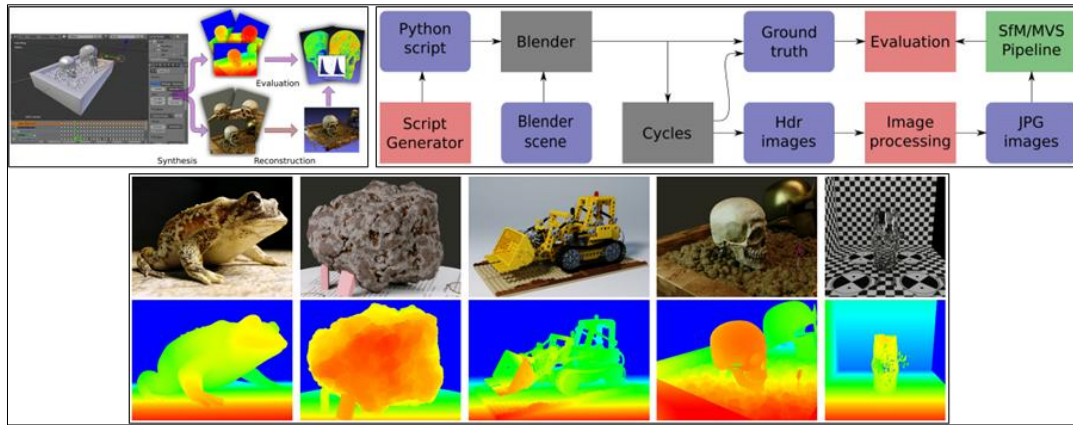 Evaluation
Synthesis
Reconstruction
Python
script
Blender
Ground
truth
Evaluation
SfM/MVS
Pipeline
Script
Generator
Blender
scene
Cycles
Hdr
images
Image
processing
JPG
images